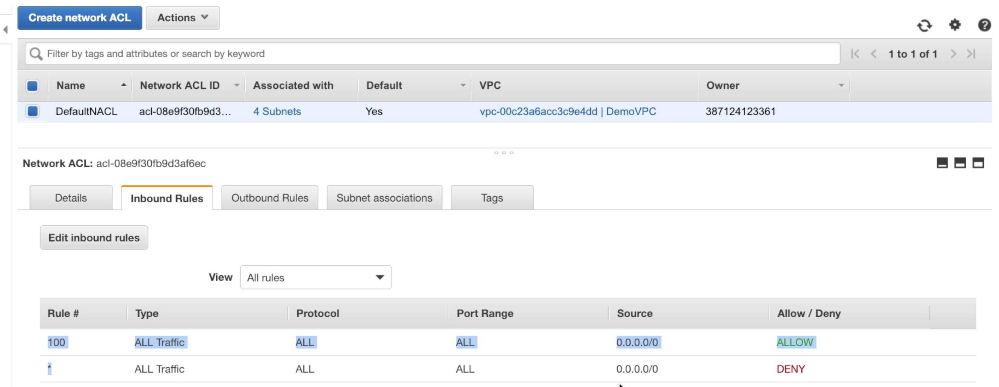 Create network ACL Actions
Filter by tags and attributes or search by keyword 1 to 1 of 1
Name Network ACL ID Associated with Default VPC Owner
DefaultNACL acl-08e9f30fb9d3... 4 Subnets Yes vpc-00c23a6acc3c9e4dd | DemoVPC 387124123361
Network ACL: acl-08e9f30fb9d3af6ec
Details Inbound Rules Outbound Rules Subnet associations Tags
Edit inbound rules
View All rules
Rule # Type Protocol Port Range Source Allow / Deny
100 ALL Traffic ALL ALL 0.0.0.0/0 ALLOW
* ALL Traffic ALL ALL 0.0.0.0/0 DENY